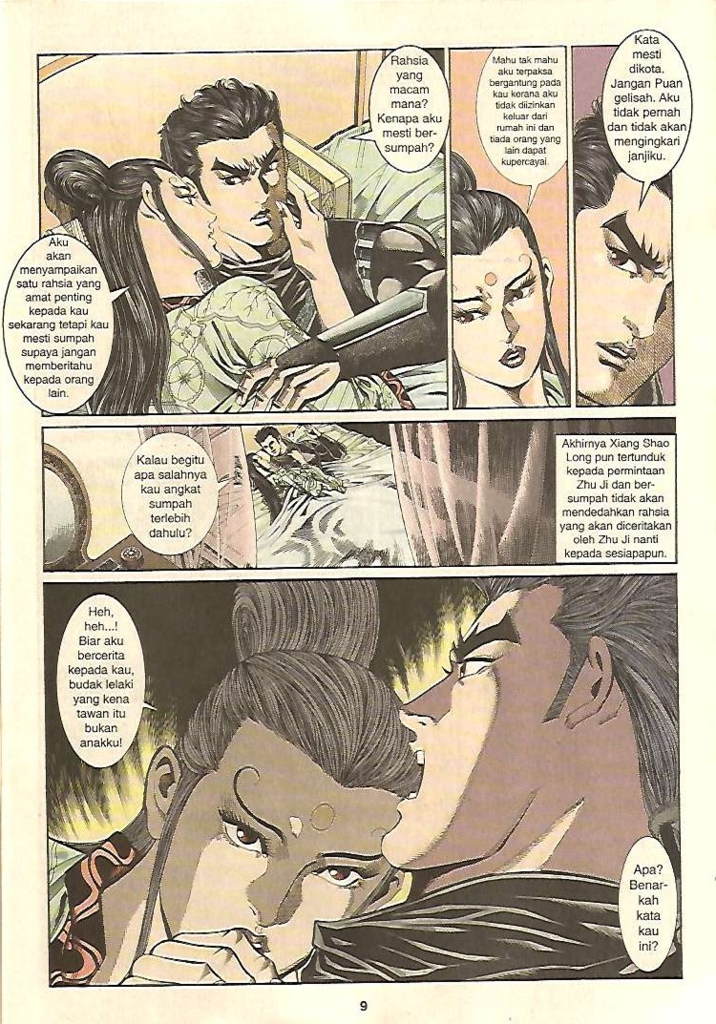 Aku
akan
menyampaikan
satu rahsia yang
amat penting
kepada kau
sekarang tetapi kau
mesti sumpah
supaya jangan
memberitahu
kepada orang
lain.
Rahsia
yang
macam
mana?
Kenapa aku
mesti ber-
sumpah?
Mahu tak mahu
aku terpaksa
bergantung pada
kau kerana aku
tidak diizinkan
keluar dari
rumah ini dan
tiada orang yang
lain dapat
kupercayai.
Kata
mesti
dikota.
Jangan Puan
gelisah. Aku
tidak pernah
dan tidak akan
mengingkari
janjiku.
Kalau begitu
apa salahnya
kau angkat
sumpah
terlebih
dahulu?
Akhirnya Xiang Shao
Long pun tertunduk
kepada permintaan
Zhu Ji dan ber-
sumpah tidak akan
mendedahkan rahsia
yang akan diceritakan
oleh Zhu Ji nanti
kepada sesiapapun.
Heh,
heh...!
Biar aku
bercerita
kepada kau,
budak lelaki
yang kena
tawan itu
bukan
anakku!
Apa?
Benar-
kah
kata
kau
ini?
9